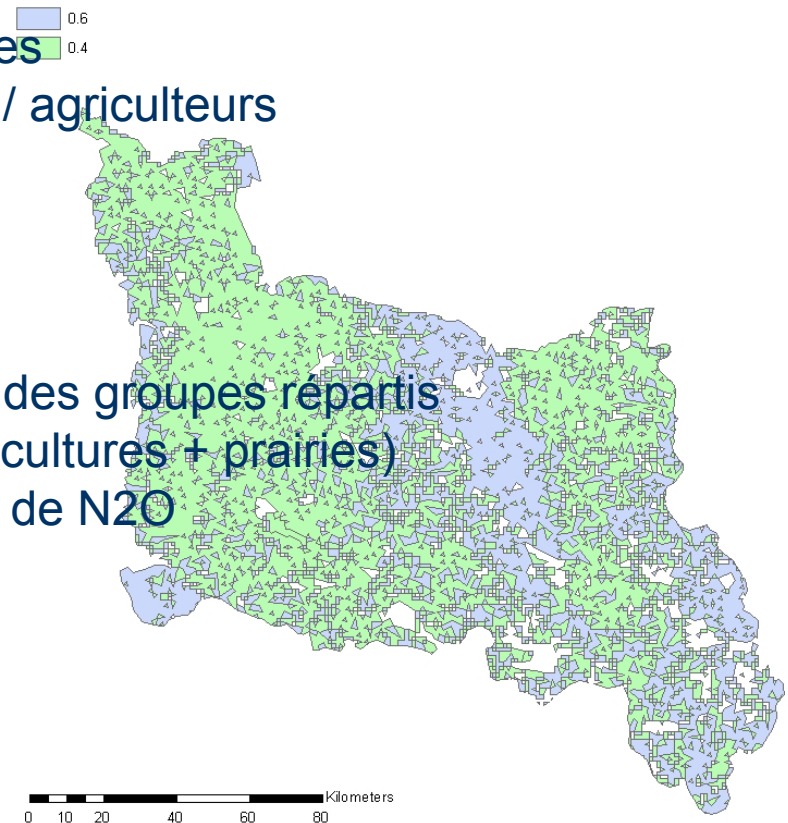 0.6
es
0.4
/ agriculteurs
des groupes répartis
cultures + prairies)
de N2O
Kilometers
0 10 20 40 60 80